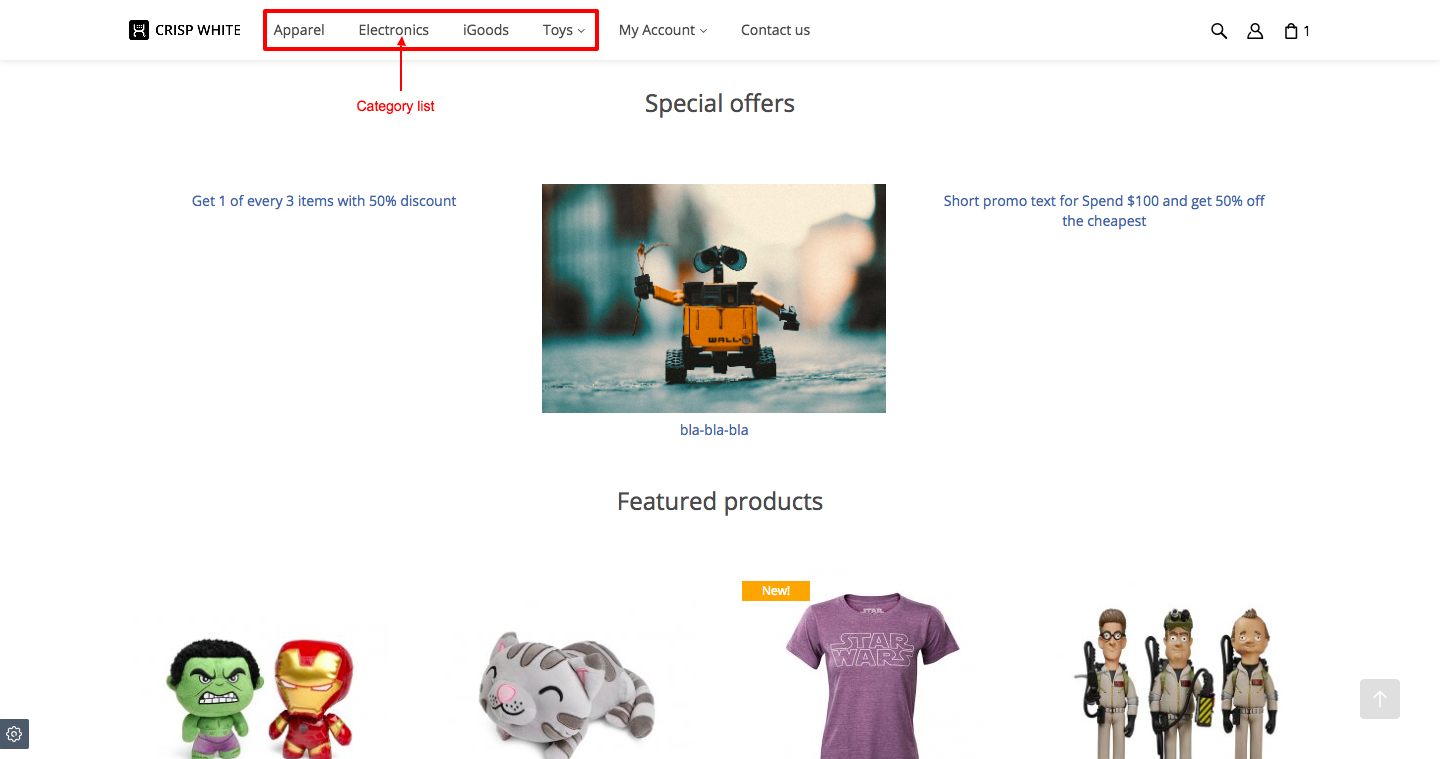 CRISP WHITE Apparel Electronics iGoods Toys My Account Contact us 1
Category list
Special offers
Get 1 of every 3 items with 50% discount
WALL•E
bla-bla-bla
Short promo text for Spend $100 and get 50% off
the cheapest
Featured products
New!
STAR
STAR
WARS